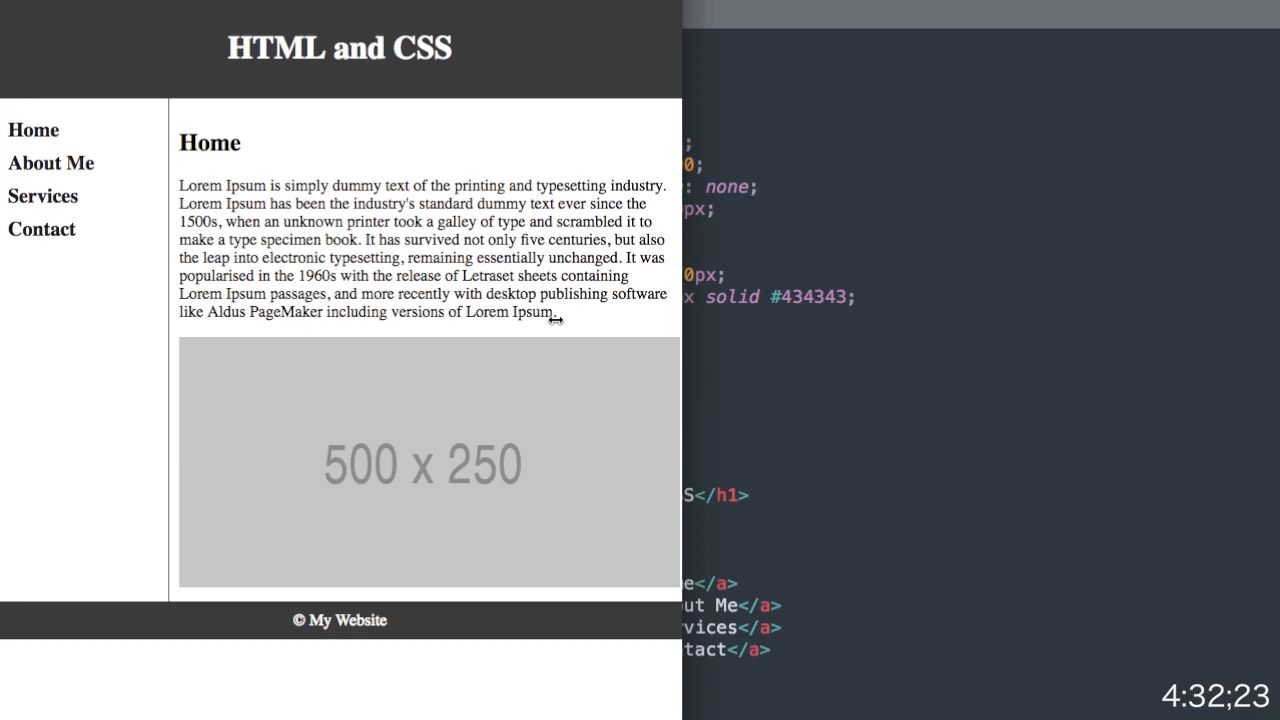 HTML and CSS
Home
About Me
Services
Contact
Home
Lorem Ipsum is simply dummy text of the printing and typesetting industry.
Lorem Ipsum has been the industry's standard dummy text ever since the
1500s, when an unknown printer took a galley of type and scrambled it to
make a type specimen book. It has survived not only five centuries, but also
the leap into electronic typesetting, remaining essentially unchanged. It was
popularised in the 1960s with the release of Letraset sheets containing
Lorem Ipsum passages, and more recently with desktop publishing software
like Aldus PageMaker including versions of Lorem Ipsum.
500 x 250
© My Website
;
0;
: none;
px;
0px;
x solid #434343;
S</h1>
e</a>
ut Me</a>
vices</a>
tact</a>
4:32;23